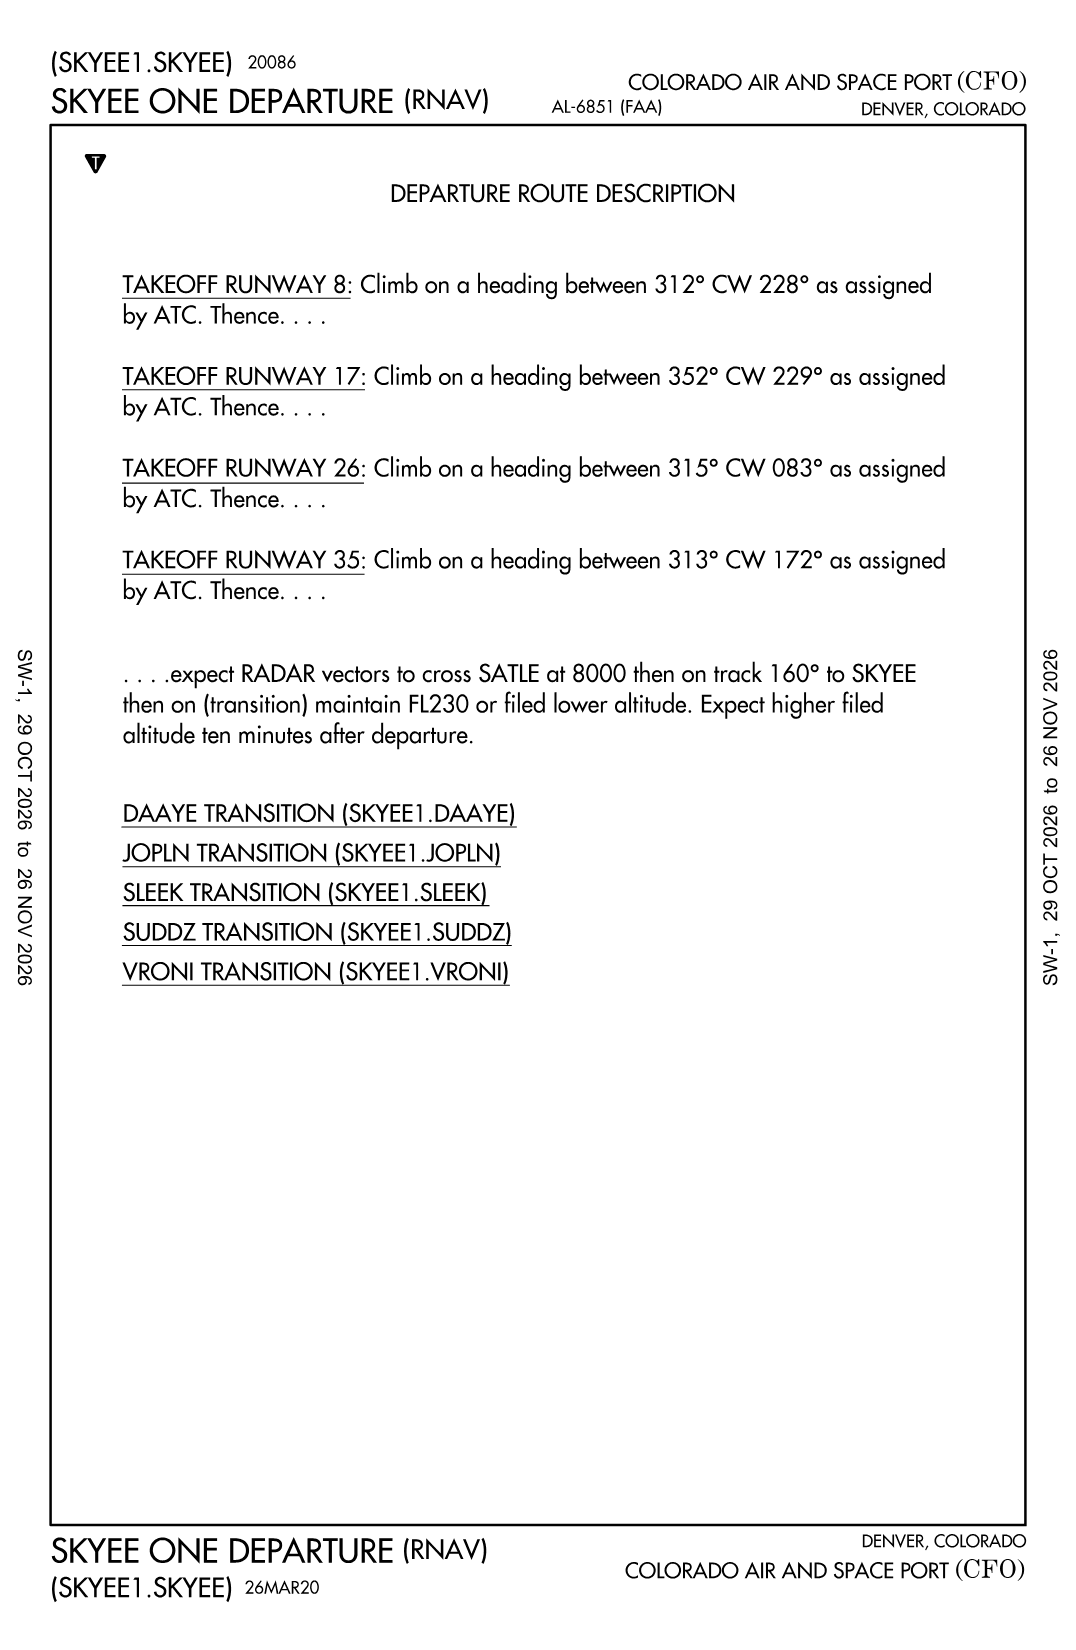 (SKYEE1.SKYEE) 20086
SKYEE ONE DEPARTURE (RNAV)
AL-6851 (FAA)
COLORADO AIR AND SPACE PORT (CFO)
DENVER, COLORADO
T
DEPARTURE ROUTE DESCRIPTION
TAKEOFF RUNWAY 8: Climb on a heading between 312° CW 228° as assigned
by ATC. Thence. . . .
TAKEOFF RUNWAY 17: Climb on a heading between 352° CW 229° as assigned
by ATC. Thence. . . .
TAKEOFF RUNWAY 26: Climb on a heading between 315° CW 083° as assigned
by ATC. Thence. . . .
TAKEOFF RUNWAY 35: Climb on a heading between 313° CW 172° as assigned
by ATC. Thence. . . .
. . . .expect RADAR vectors to cross SATLE at 8000 then on track 160° to SKYEE
then on (transition) maintain FL230 or filed lower altitude. Expect higher filed
altitude ten minutes after departure.
DAAYE TRANSITION (SKYEE1.DAAYE)
JOPLN TRANSITION (SKYEE1.JOPLN)
SLEEK TRANSITION (SKYEE1.SLEEK)
SUDDZ TRANSITION (SKYEE1.SUDDZ)
VRONI TRANSITION (SKYEE1.VRONI)
SW-1, 29 OCT 2026 to 26 NOV 2026
SW-1, 29 OCT 2026 to 26 NOV 2026
SKYEE ONE DEPARTURE (RNAV)
(SKYEE1.SKYEE) 26MAR20
DENVER, COLORADO
COLORADO AIR AND SPACE PORT (CFO)